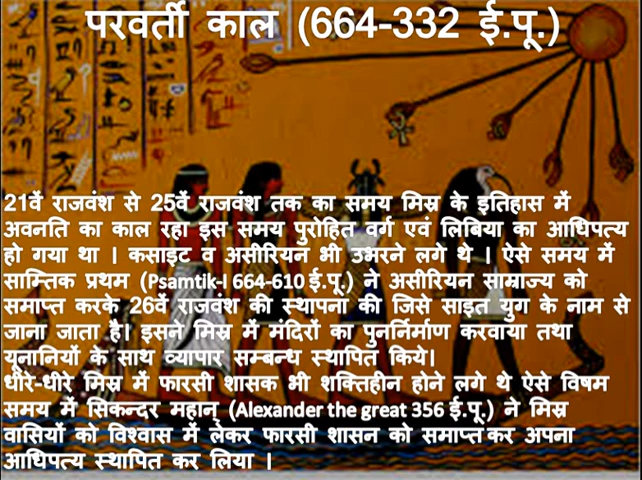 परवर्ती काल (664-332 ई.पू.)
21वें राजवंश से 25वें राजवंश तक का समय मिस्र के इतिहास में
अवनति का काल रहा इस समय पुरोहित वर्ग एवं लिबिया का आधिपत्य
हो गया था । कसाइट व असीरियन भी उभरने लगे थे । ऐसे समय में
साम्तिक प्रथम (Psamtik-I 664-610 ई.पू.) ने असीरियन साम्राज्य को
समाप्त करके 26वें राजवंश की स्थापना की जिसे साइत युग के नाम से
जाना जाता है। इसने मिस्र में मंदिरों का पुनर्निर्माण करवाया तथा
यूनानियों के साथ व्यापार सम्बन्ध स्थापित किये।
धीरे-धीरे मिस्र में फारसी शासक भी शक्तिहीन होने लगे थे ऐसे विषम
समय में सिकन्दर महान् (Alexander the great 356 ई.पू.) ने मिस्र
वासियों को विश्वास में लेकर फारसी शासन को समाप्त कर अपना
आधिपत्य स्थापित कर लिया ।